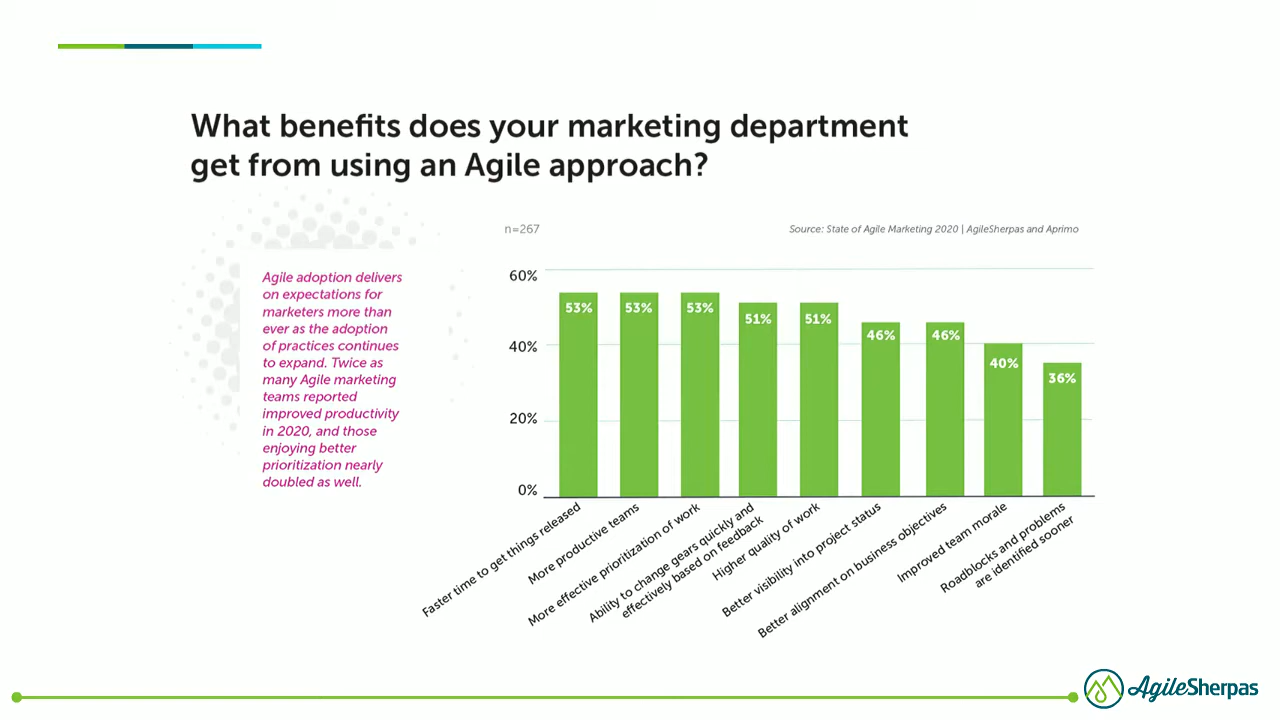 What benefits does your marketing department
get from using an Agile approach?
n=267
Source: State of Agile Marketing 2020 | AgileSherpas and Aprimo
Agile adoption delivers
on expectations for
marketers more than
ever as the adoption
of practices continues
to expand. Twice as
many Agile marketing
teams reported
improved productivity
in 2020, and those
enjoying better
prioritization nearly
doubled as well.
60%
40%
20%
0%
53%
53%
53%
51%
51%
46%
46%
40%
36%
Faster time to get things released
More productive teams
More effective prioritization of work
Ability to change gears quickly and
effectively based on feedback
Higher quality of work
Better visibility into project status
Better alignment on business objectives
Improved team morale
Roadblocks and problems
are identified sooner
AgileSherpas